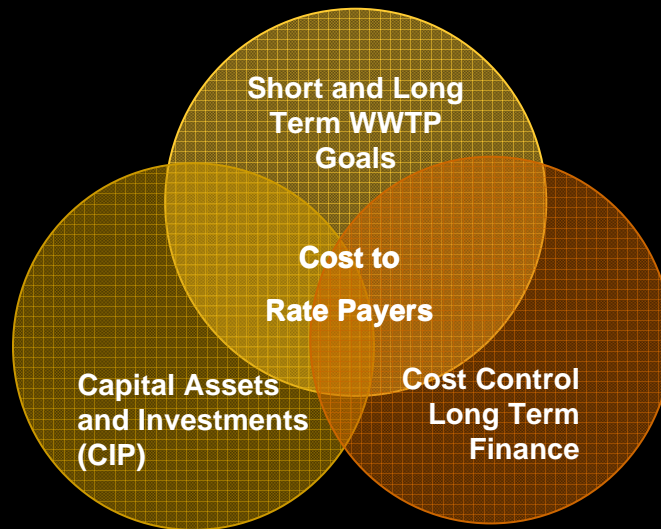 Short and Long
Term WWTP
Goals
Cost to
Rate Payers
Capital Assets
and Investments
(CIP)
Cost Control
Long Term
Finance